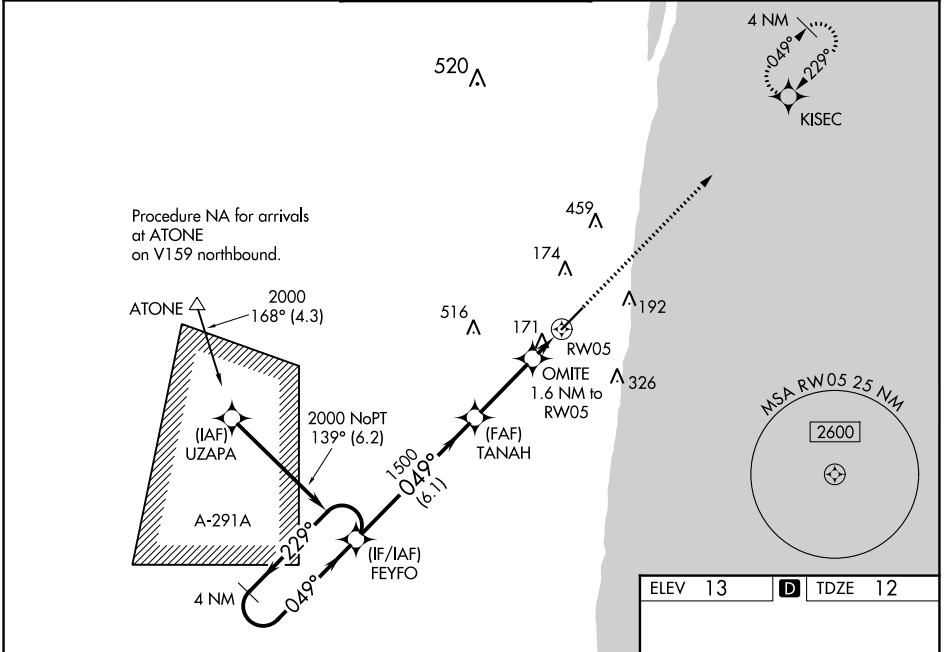 4 NM
049°
229°
KISEC
520
Procedure NA for arrivals
at ATONE
on V159 northbound.
459
174
ATONE
2000
168° (4.3)
516
171
192
RW05
OMITE
1.6 NM to
RW05
326
MSA RW05 25 NM
2600
(IAF)
UZAPA
2000 NoPT
139° (6.2)
(FAF)
TANAH
1500
049°
(6.1)
A-291A
229°
049°
(IF/IAF)
FEYFO
4 NM
ELEV 13 D TDZE 12